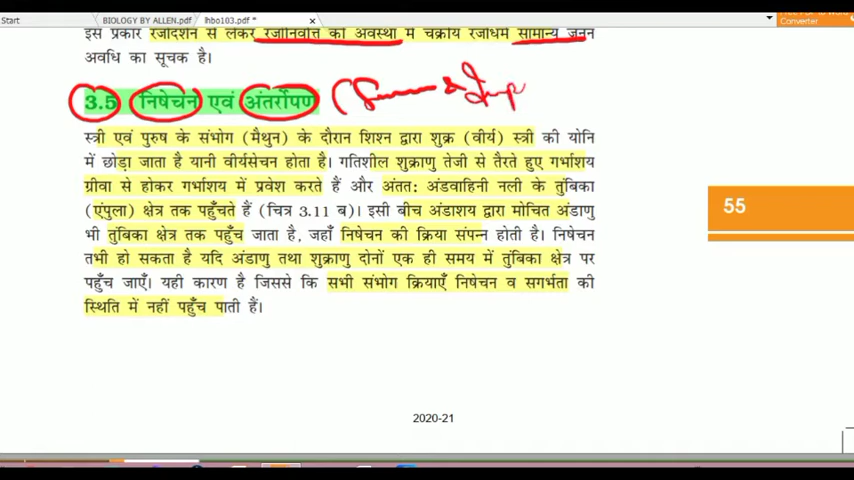 Start
BIOLOGY BY ALLEN.pdf
lhbo103.pdf *
x
Converter
इस प्रकार रजोदर्शन से लेकर रजोनिवृत्ति की अवस्था में चक्रीय रजोधर्म सामान्य जनन
अवधि का सूचक है।
3.5 निषेचन एवं अंतर्रोपण
स्त्री एवं पुरुष के संभोग (मैथुन) के दौरान शिश्न द्वारा शुक्र (वीर्य) स्त्री की योनि
में छोड़ा जाता है यानी वीर्यसेचन होता है। गतिशील शुक्राणु तेजी से तैरते हुए गर्भाशय
ग्रीवा से होकर गर्भाशय में प्रवेश करते हैं और अंतत: अंडवाहिनी नली के तुंबिका
(एंपुला) क्षेत्र तक पहुँचते हैं (चित्र 3.11 ब)। इसी बीच अंडाशय द्वारा मोचित अंडाणु
भी तुंबिका क्षेत्र तक पहुँच जाता है, जहाँ निषेचन की क्रिया संपन्न होती है। निषेचन
तभी हो सकता है यदि अंडाणु तथा शुक्राणु दोनों एक ही समय में तुंबिका क्षेत्र पर
पहुँच जाएँ। यही कारण है जिससे कि सभी संभोग क्रियाएँ निषेचन व सगर्भता की
स्थिति में नहीं पहुँच पाती हैं।
55
2020-21